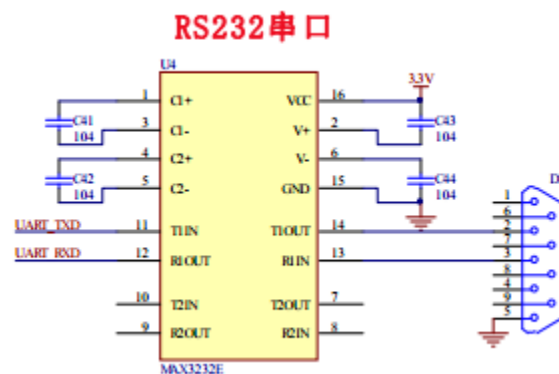 RS232串口
U4
3.3V
1 C1+ VCC 16
C41 104
3 C1- V+ 2
C43 104
4 C2+ V- 6
C42 104
5 C2- GND 15
C44 104
D
UART_TXD 11 T1IN T1OUT 14
UART_RXD 12 R1OUT R1IN 13
10 T2IN T2OUT 7
9 R2OUT R2IN 8
MAX3232E
1
6
2
7
3
8
4
9
5